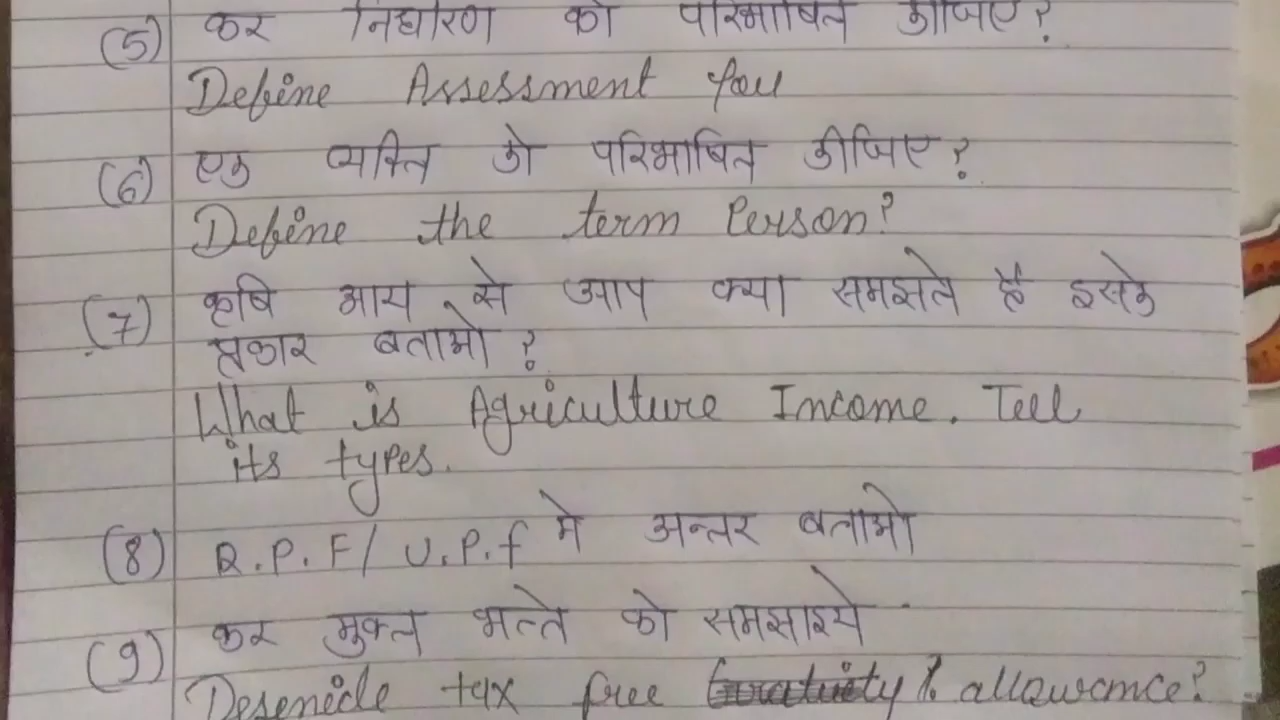 (5) कर निर्धारण को परिभाषित कीजिए?
Define Assessment You
(6) एक व्यक्ति को परिभाषित कीजिए?
Define the term Person?
(7) कृषि आय से आप क्या समझते है इसके
प्रकार बताओ?
What is Agriculture Income. Tell
its types.
(8) R.P.F/ U.P.f मे अन्तर बताओ
(9) कर मुक्त भत्ते को समझाइये
tax free allowance?